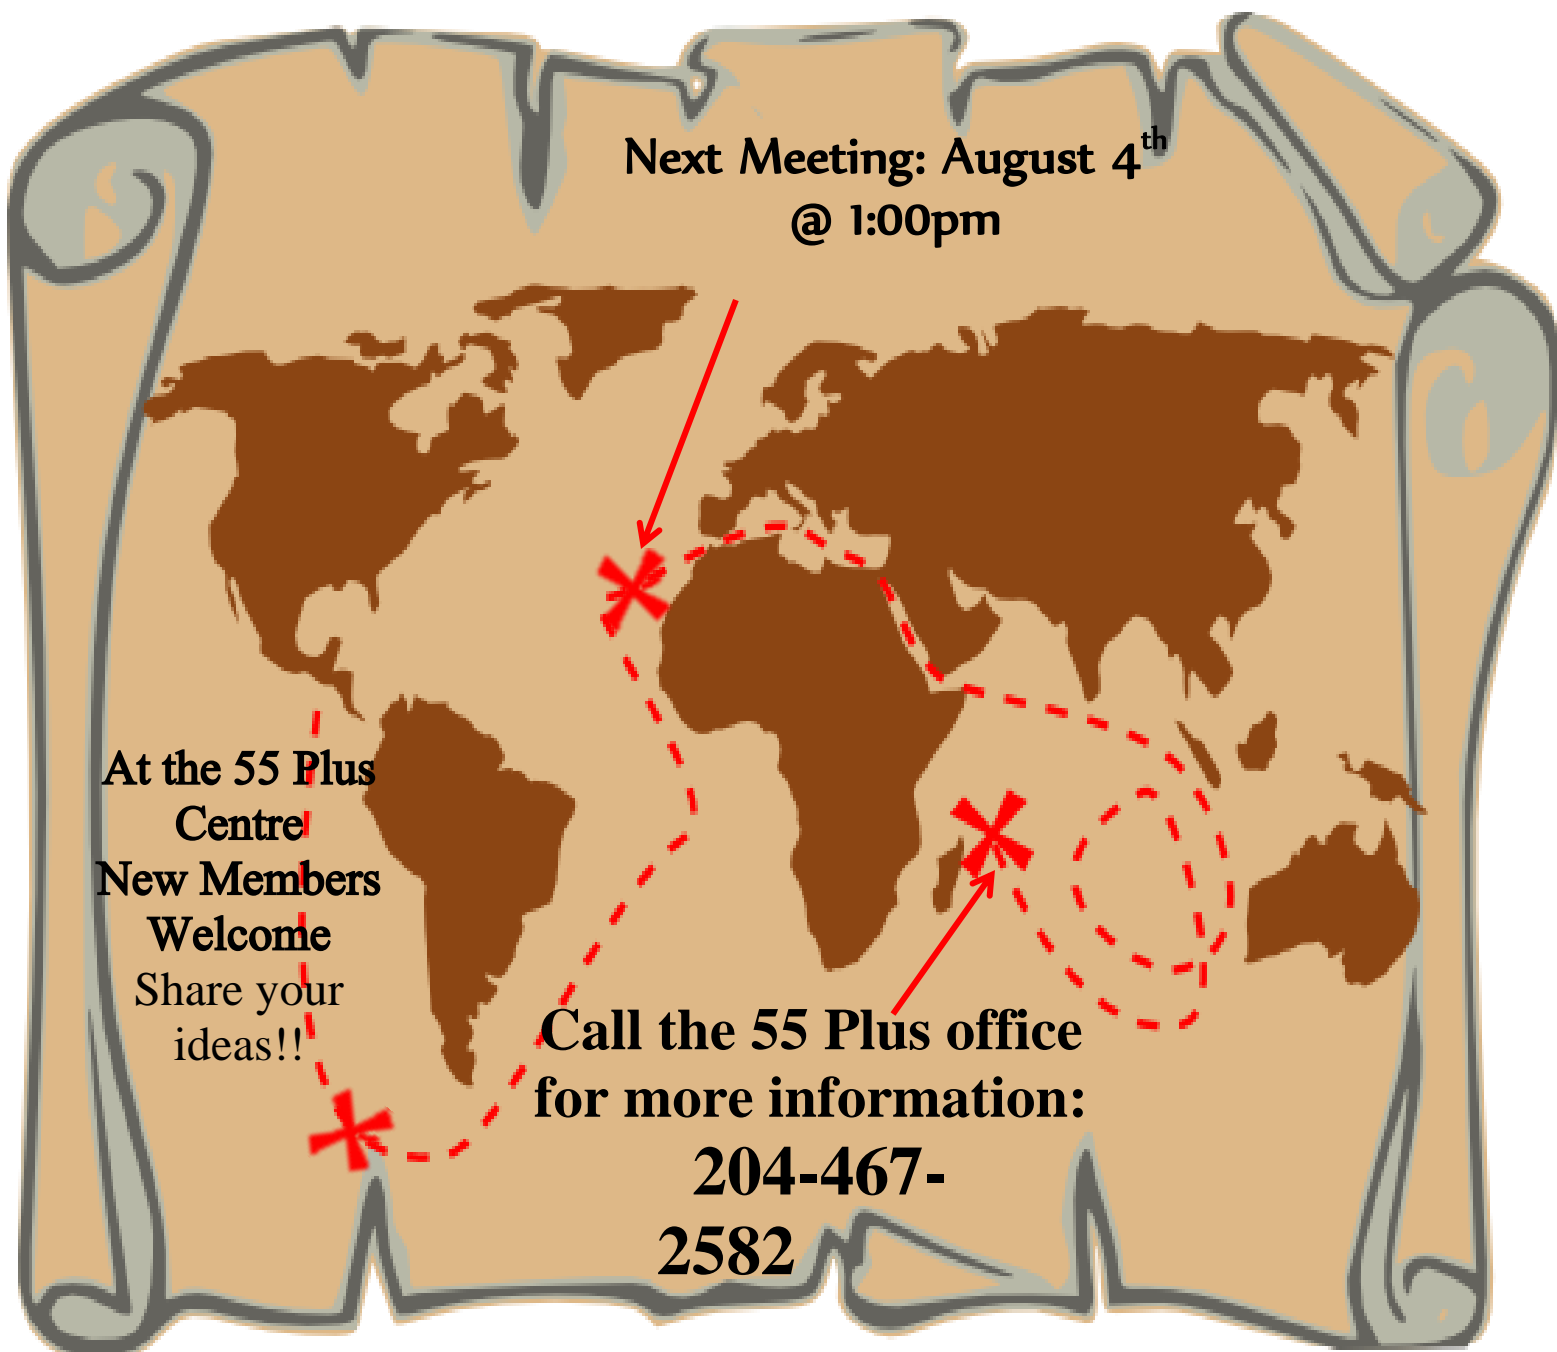 Next Meeting: August 4th
@ 1:00pm
At the 55 Plus
Centre
New Members
Welcome
Share your
ideas!!
Call the 55 Plus office
for more information:
204-467-
2582